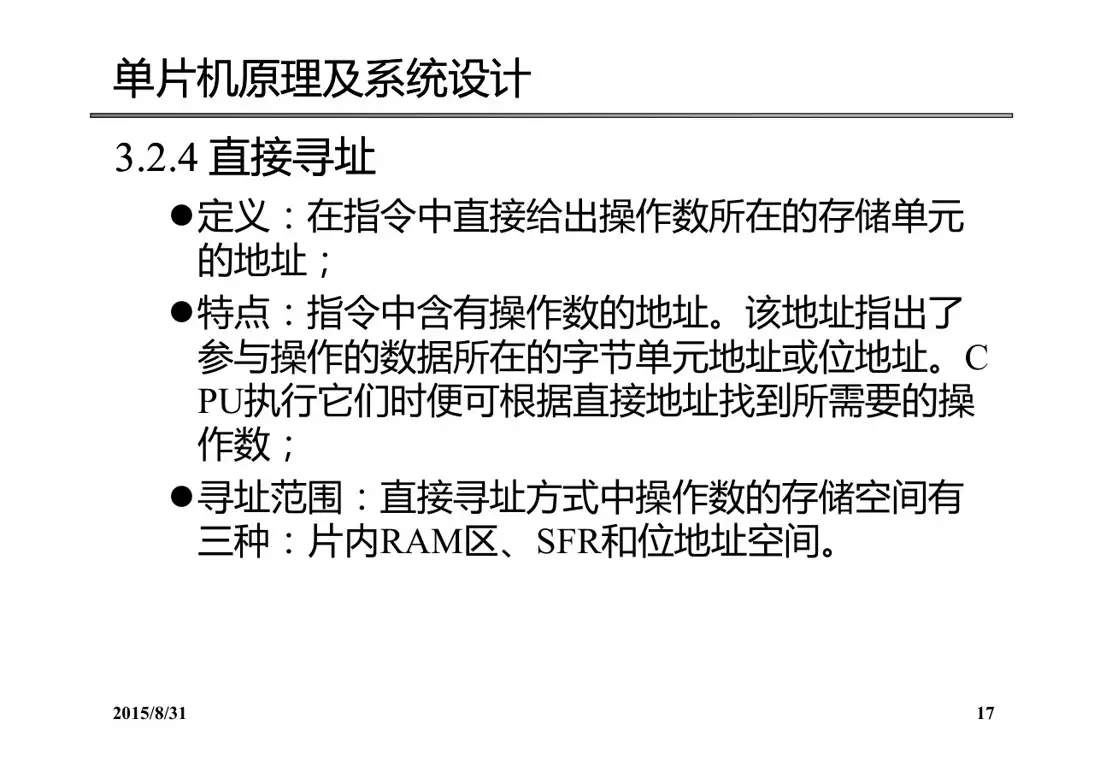 单片机原理及系统设计
3.2.4 直接寻址
●定义：在指令中直接给出操作数所在的存储单元
的地址；
●特点：指令中含有操作数的地址。该地址指出了
参与操作的数据所在的字节单元地址或位地址。C
PU执行它们时便可根据直接地址找到所需要的操
作数；
●寻址范围：直接寻址方式中操作数的存储空间有
三种：片内RAM区、SFR和位地址空间。
2015/8/31
17